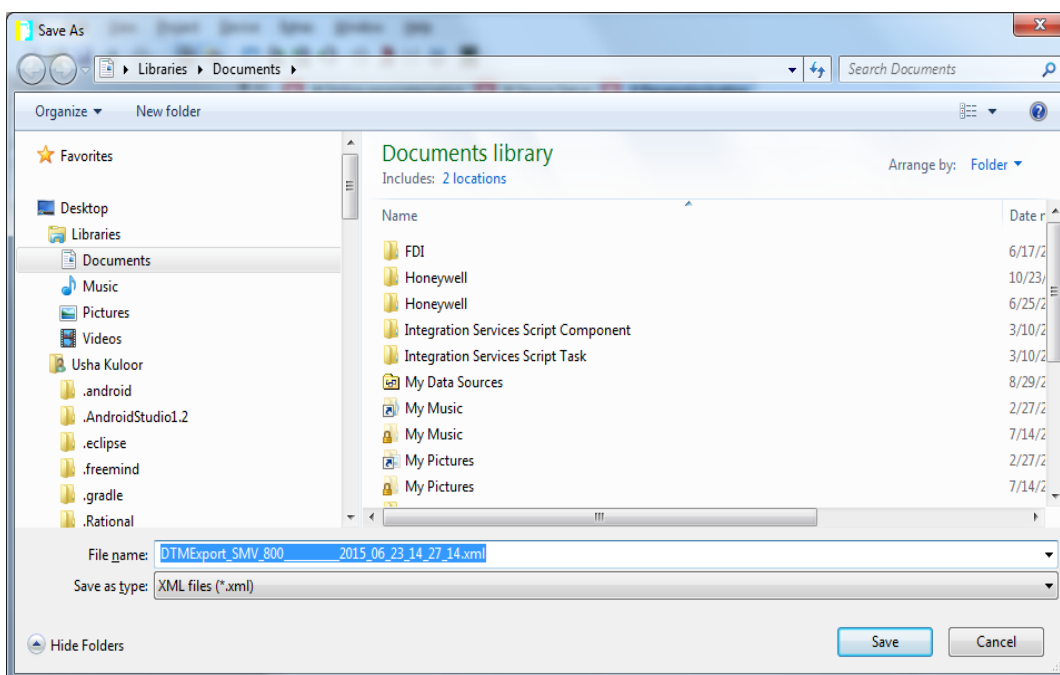 Save As
Libraries Documents
Search Documents
Organize
New folder
Favorites
Desktop
Libraries
Documents
Music
Pictures
Videos
Usha Kuloor
.android
.AndroidStudio1.2
.eclipse
.freemind
.gradle
.Rational
Documents library
Includes: 2 locations
Arrange by: Folder
Name
Date r
FDI 6/17/2
Honeywell 10/23/
Honeywell 6/25/2
Integration Services Script Component 3/10/2
Integration Services Script Task 3/10/2
My Data Sources 8/29/2
My Music 2/27/2
My Music 7/14/2
My Pictures 2/27/2
My Pictures 7/14/2
File name: DTMExport_SMV_800________2015_06_23_14_27_14.xml
Save as type: XML files (*.xml)
Hide Folders
Save
Cancel